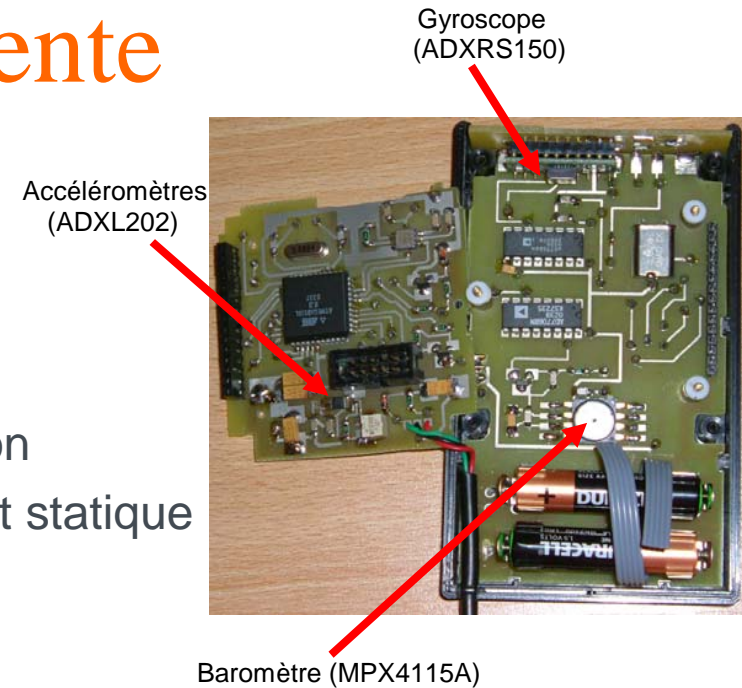 ente
Gyroscope
(ADXRS150)
Accéléromètres
(ADXL202)
on
t statique
Baromètre (MPX4115A)